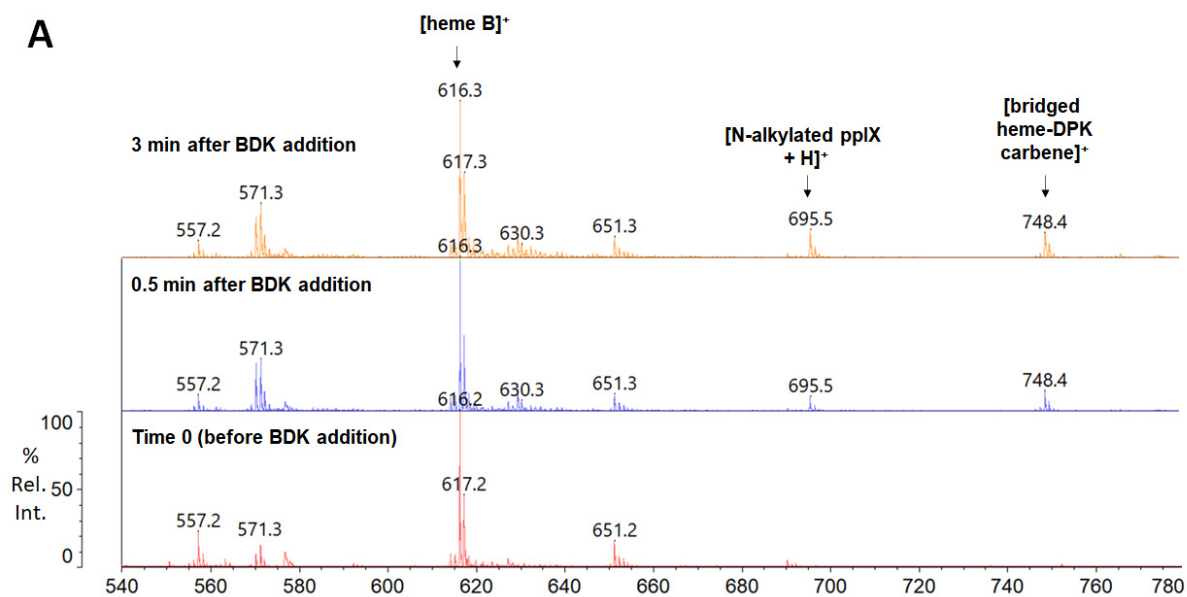 A
[heme B]⁺
616.3
[bridged
heme-DPK
carbene]⁺
[N-alkylated ppIX
+ H]⁺
3 min after BDK addition
617.3
571.3
557.2
616.3
630.3
651.3
695.5
748.4
0.5 min after BDK addition
571.3
557.2
616.2
630.3
651.3
695.5
748.4
100
%
Rel.
Int.
50
0
Time 0 (before BDK addition)
617.2
557.2
571.3
651.2
540 560 580 600 620 640 660 680 700 720 740 760 780